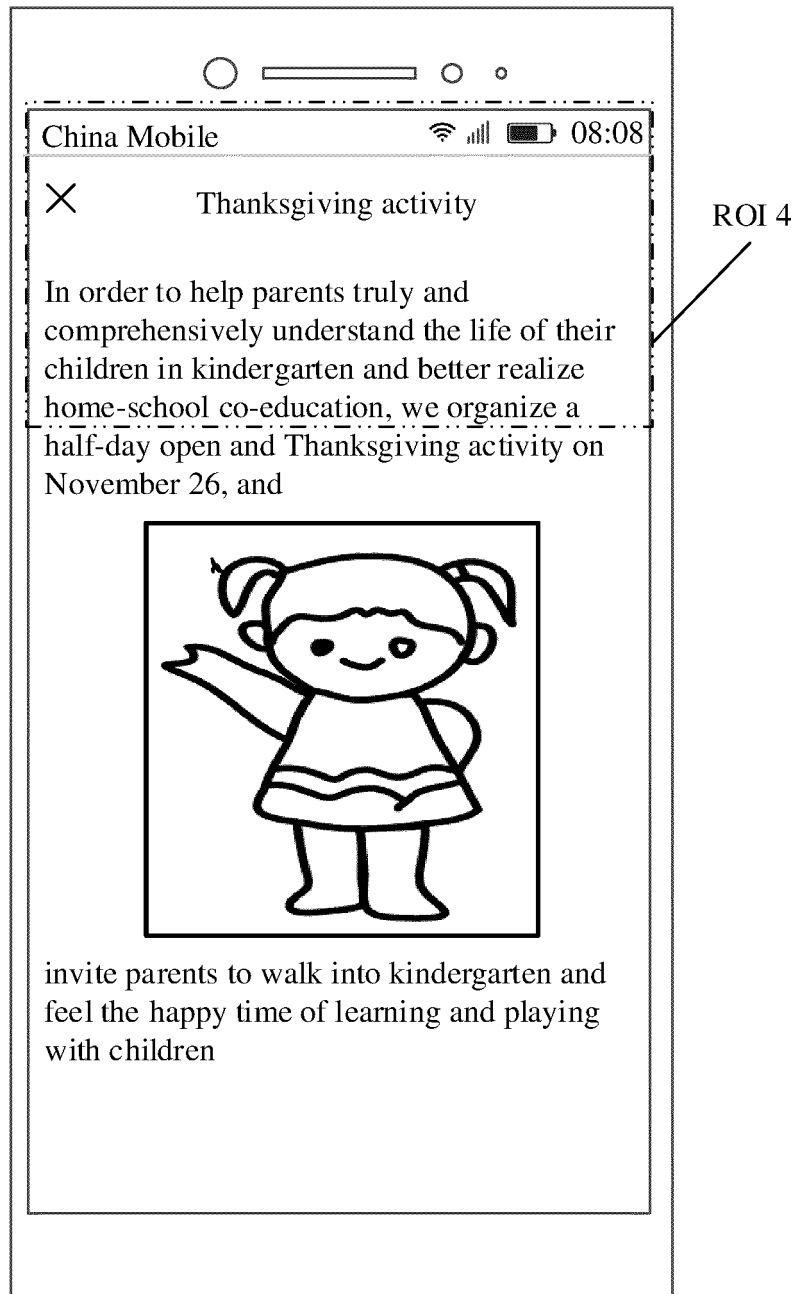 China Mobile 08:08
Thanksgiving activity
ROI 4
In order to help parents truly and
comprehensively understand the life of their
children in kindergarten and better realize
home-school co-education, we organize a
half-day open and Thanksgiving activity on
November 26, and
invite parents to walk into kindergarten and
feel the happy time of learning and playing
with children